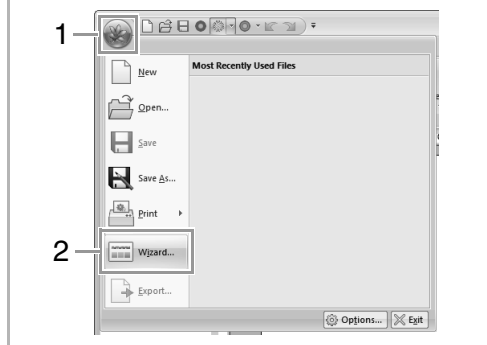 1
New
Most Recently Used Files
Open...
Save
Save As...
Print
2
Wizard...
Export...
Options...
Exit